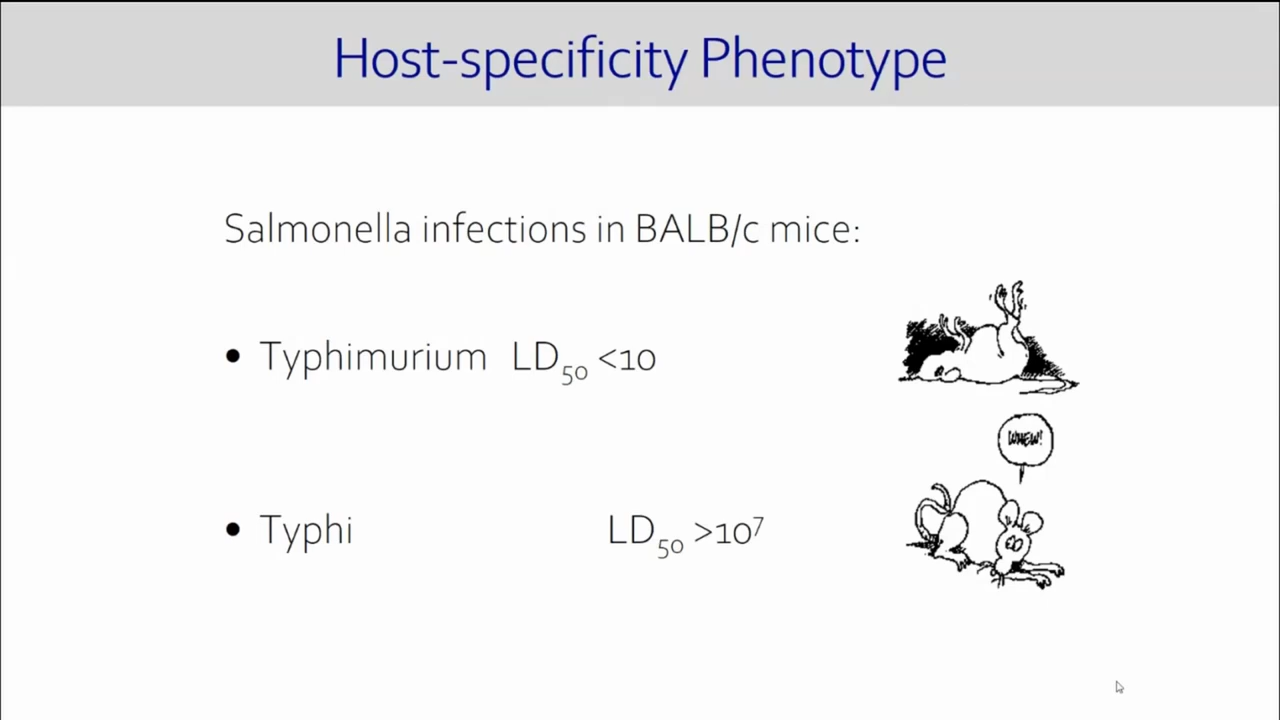 Host-specificity Phenotype
Salmonella infections in BALB/c mice:
• Typhimurium LD₅₀ <10
WHEW!
• Typhi LD₅₀ >10⁷